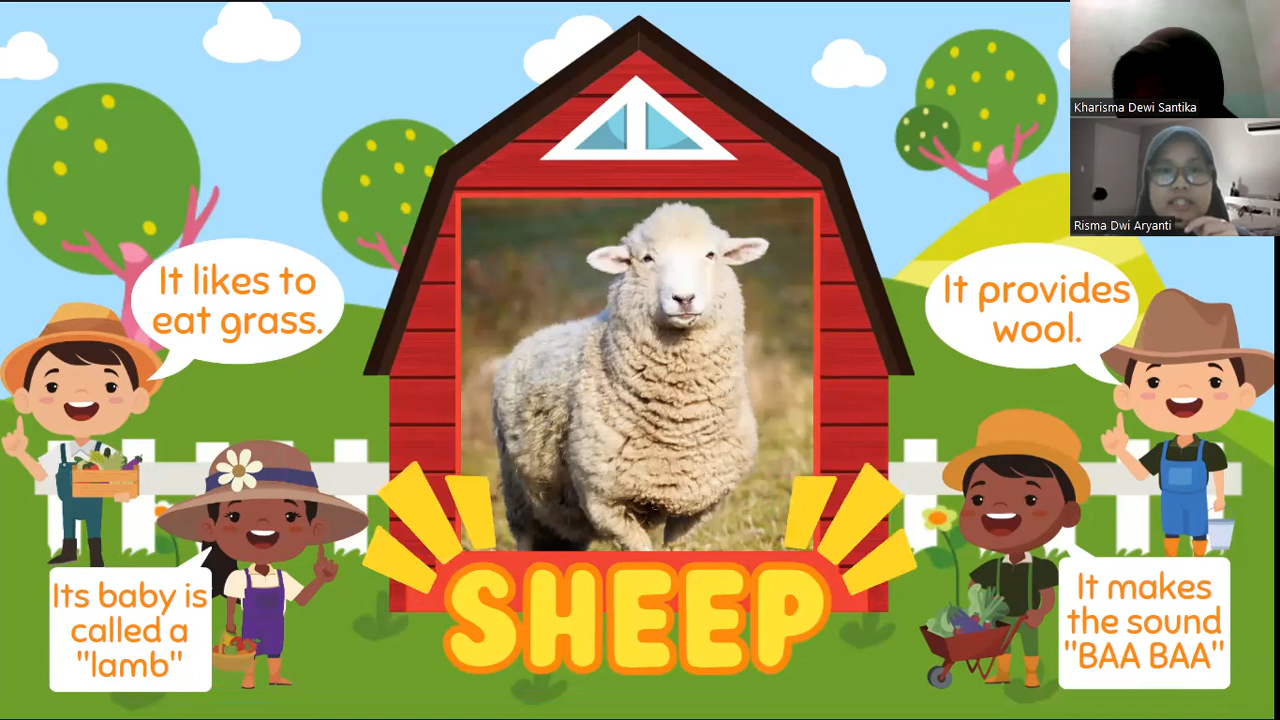 Kharisma Dewi Santika
Risma Dwi Aryanti
It likes to
eat grass.
It provides
wool.
Its baby is
called a
"lamb"
It makes
the sound
"BAA BAA"
SHEEP